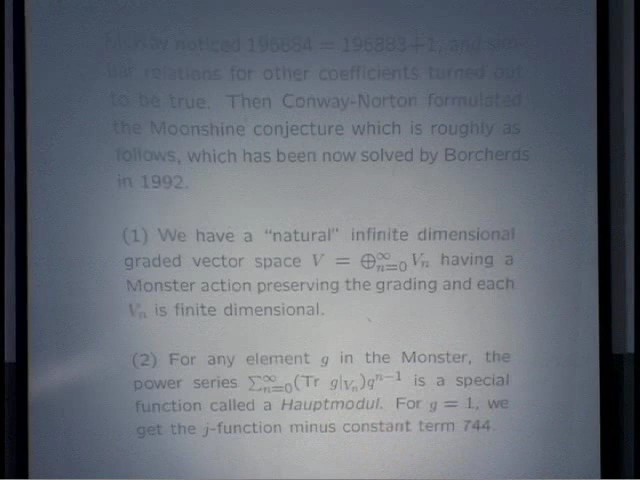 McKay noticed 196884 = 196883+1, and sim-
ilar relations for other coefficients turned out
to be true. Then Conway-Norton formulated
the Moonshine conjecture which is roughly as
follows, which has been now solved by Borcherds
in 1992.
(1) We have a “natural” infinite dimensional
graded vector space V = ⊕_{n=0}^∞ V_n having a
Monster action preserving the grading and each
V_n is finite dimensional.
(2) For any element g in the Monster, the
power series ∑_{n=0}^∞(Tr g|_{V_n})q^{n−1} is a special
function called a Hauptmodul. For g = 1, we
get the j-function minus constant term 744.